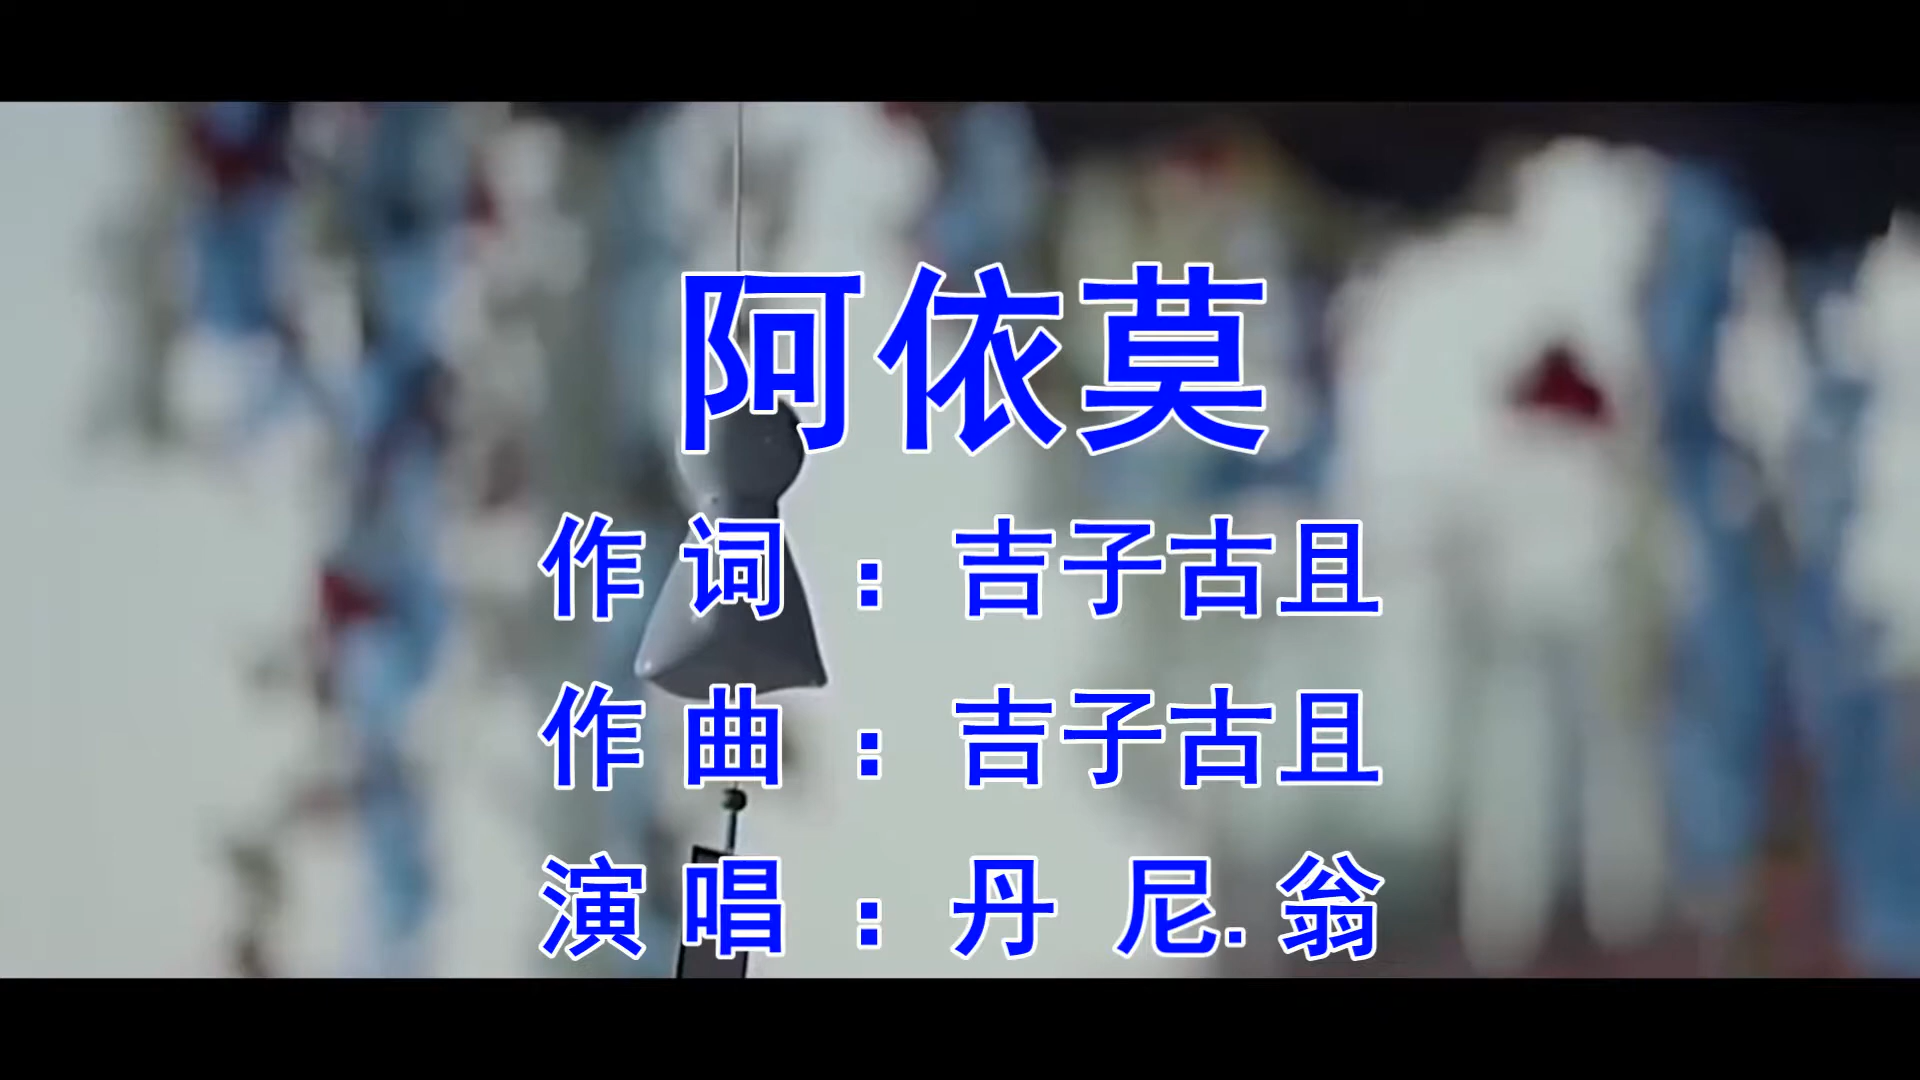 阿依莫
作 词 ：吉子古且
作 曲 ：吉子古且
演 唱 ：丹 尼.翁